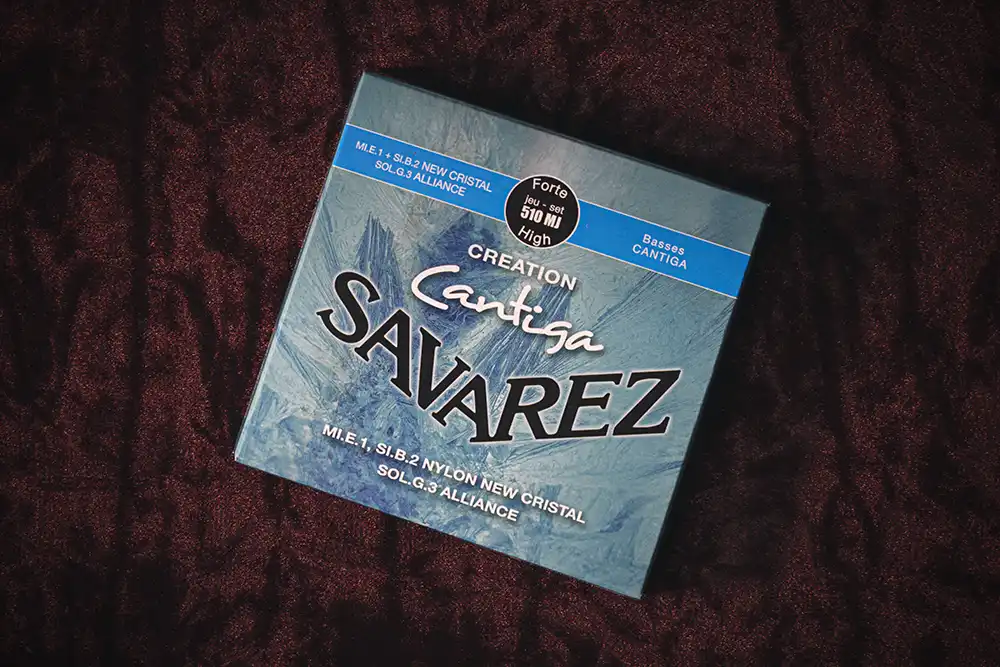 MI.E.1 + SI.B.2 NEW CRISTAL
SOL.G.3 ALLIANCE
Forte
jeu - set
510 MJ
High
Basses
CANTIGA
CREATION
Cantiga
SAVAREZ
MI.E.1, SI.B.2 NYLON NEW CRISTAL
SOL.G.3 ALLIANCE